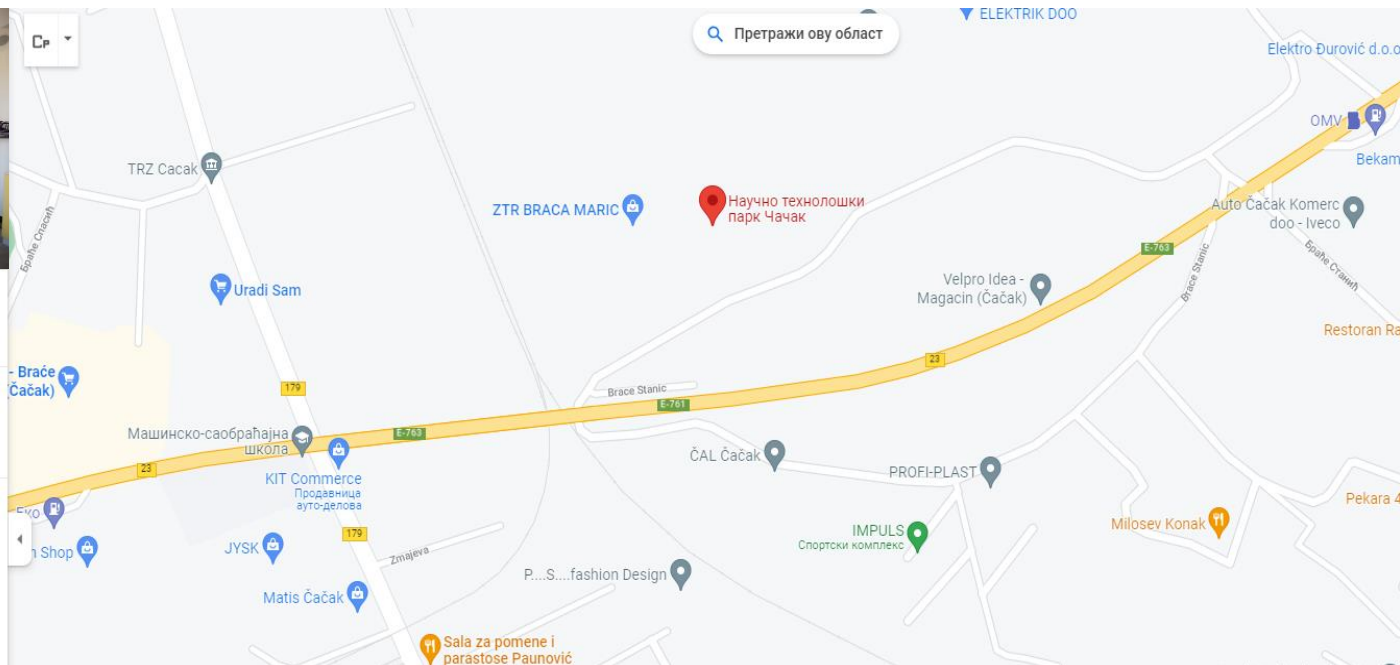 Ср
Претражи ову област
ELEKTRIK DOO
Elektro Đurović d.o.o
OMV
Bekam
TRZ Cacak
ZTR BRACA MARIC
Научно технолошки
парк Чачак
Auto Čačak Komerc
doo - Iveco
Браће Спасић
E-763
Brace Stanic
Браће Станић
Uradi Sam
Velpro Idea -
Magacin (Čačak)
Restoran Ra
- Braće
Čačak)
179
23
Brace Stanic
E-761
E-763
Машинско-саобраћајна
школа
23
KIT Commerce
Продавница
ауто-делова
ČAL Čačak
PROFI-PLAST
Pekara 4
Eко
Milosev Konak
179
IMPULS
Спортски комплекс
n Shop
JYSK
Zmajeva
P....S....fashion Design
Matis Čačak
Sala za pomene i
parastose Paunović